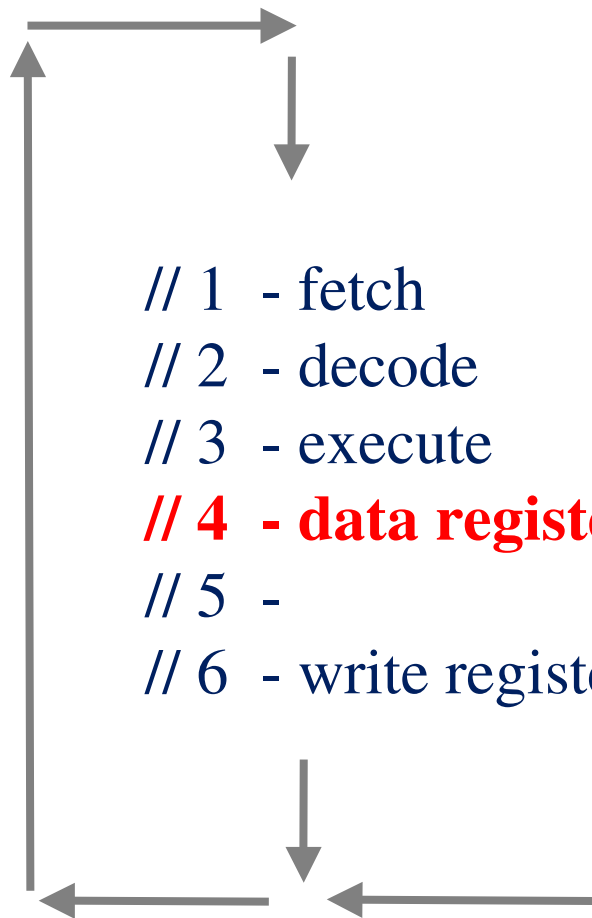 // 1 - fetch
// 2 - decode
// 3 - execute
// 4 - data
// 5 -
// 6 - write